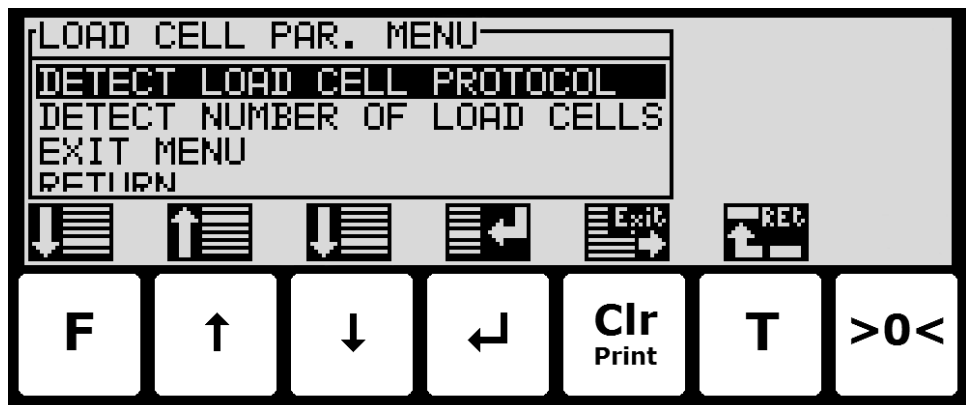 LOAD CELL PAR. MENU
DETECT LOAD CELL PROTOCOL
DETECT NUMBER OF LOAD CELLS
EXIT MENU
RETURN
Exit REt
F ↑ ↓ ↵ Clr T >0<
Print